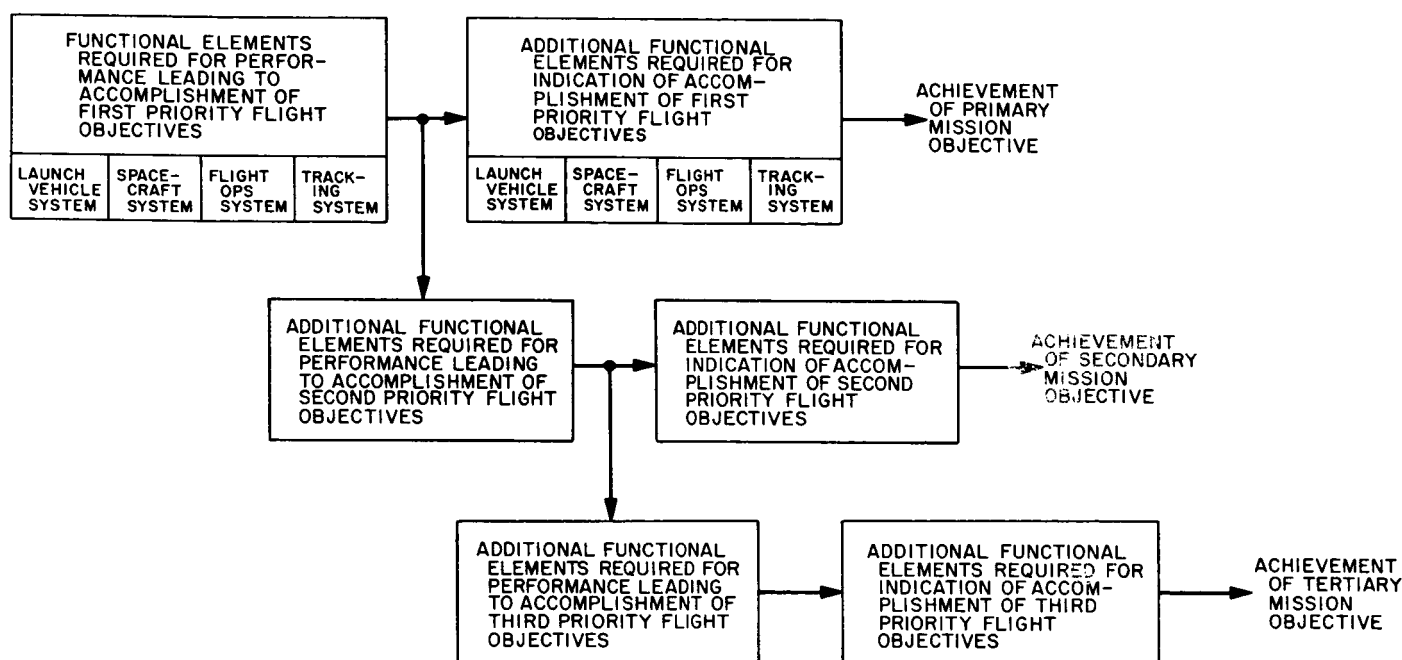 FUNCTIONAL ELEMENTS
REQUIRED FOR PERFOR-
MANCE LEADING TO
ACCOMPLISHMENT OF
FIRST PRIORITY FLIGHT
OBJECTIVES
LAUNCH
VEHICLE
SYSTEM
SPACE-
CRAFT
SYSTEM
FLIGHT
OPS
SYSTEM
TRACK-
ING
SYSTEM
ADDITIONAL FUNCTIONAL
ELEMENTS REQUIRED FOR
INDICATION OF ACCOM-
PLISHMENT OF FIRST
PRIORITY FLIGHT
OBJECTIVES
LAUNCH
VEHICLE
SYSTEM
SPACE-
CRAFT
SYSTEM
FLIGHT
OPS
SYSTEM
TRACK-
ING
SYSTEM
ACHIEVEMENT
OF PRIMARY
MISSION
OBJECTIVE
ADDITIONAL FUNCTIONAL
ELEMENTS REQUIRED FOR
PERFORMANCE LEADING
TO ACCOMPLISHMENT OF
SECOND PRIORITY FLIGHT
OBJECTIVES
ADDITIONAL FUNCTIONAL
ELEMENTS REQUIRED FOR
INDICATION OF ACCOM-
PLISHMENT OF SECOND
PRIORITY FLIGHT
OBJECTIVES
ACHIEVEMENT
OF SECONDARY
MISSION
OBJECTIVE
ADDITIONAL FUNCTIONAL
ELEMENTS REQUIRED FOR
PERFORMANCE LEADING
TO ACCOMPLISHMENT OF
THIRD PRIORITY FLIGHT
OBJECTIVES
ADDITIONAL FUNCTIONAL
ELEMENTS REQUIRED FOR
INDICATION OF ACCOM-
PLISHMENT OF THIRD
PRIORITY FLIGHT
OBJECTIVES
ACHIEVEMENT
OF TERTIARY
MISSION
OBJECTIVE